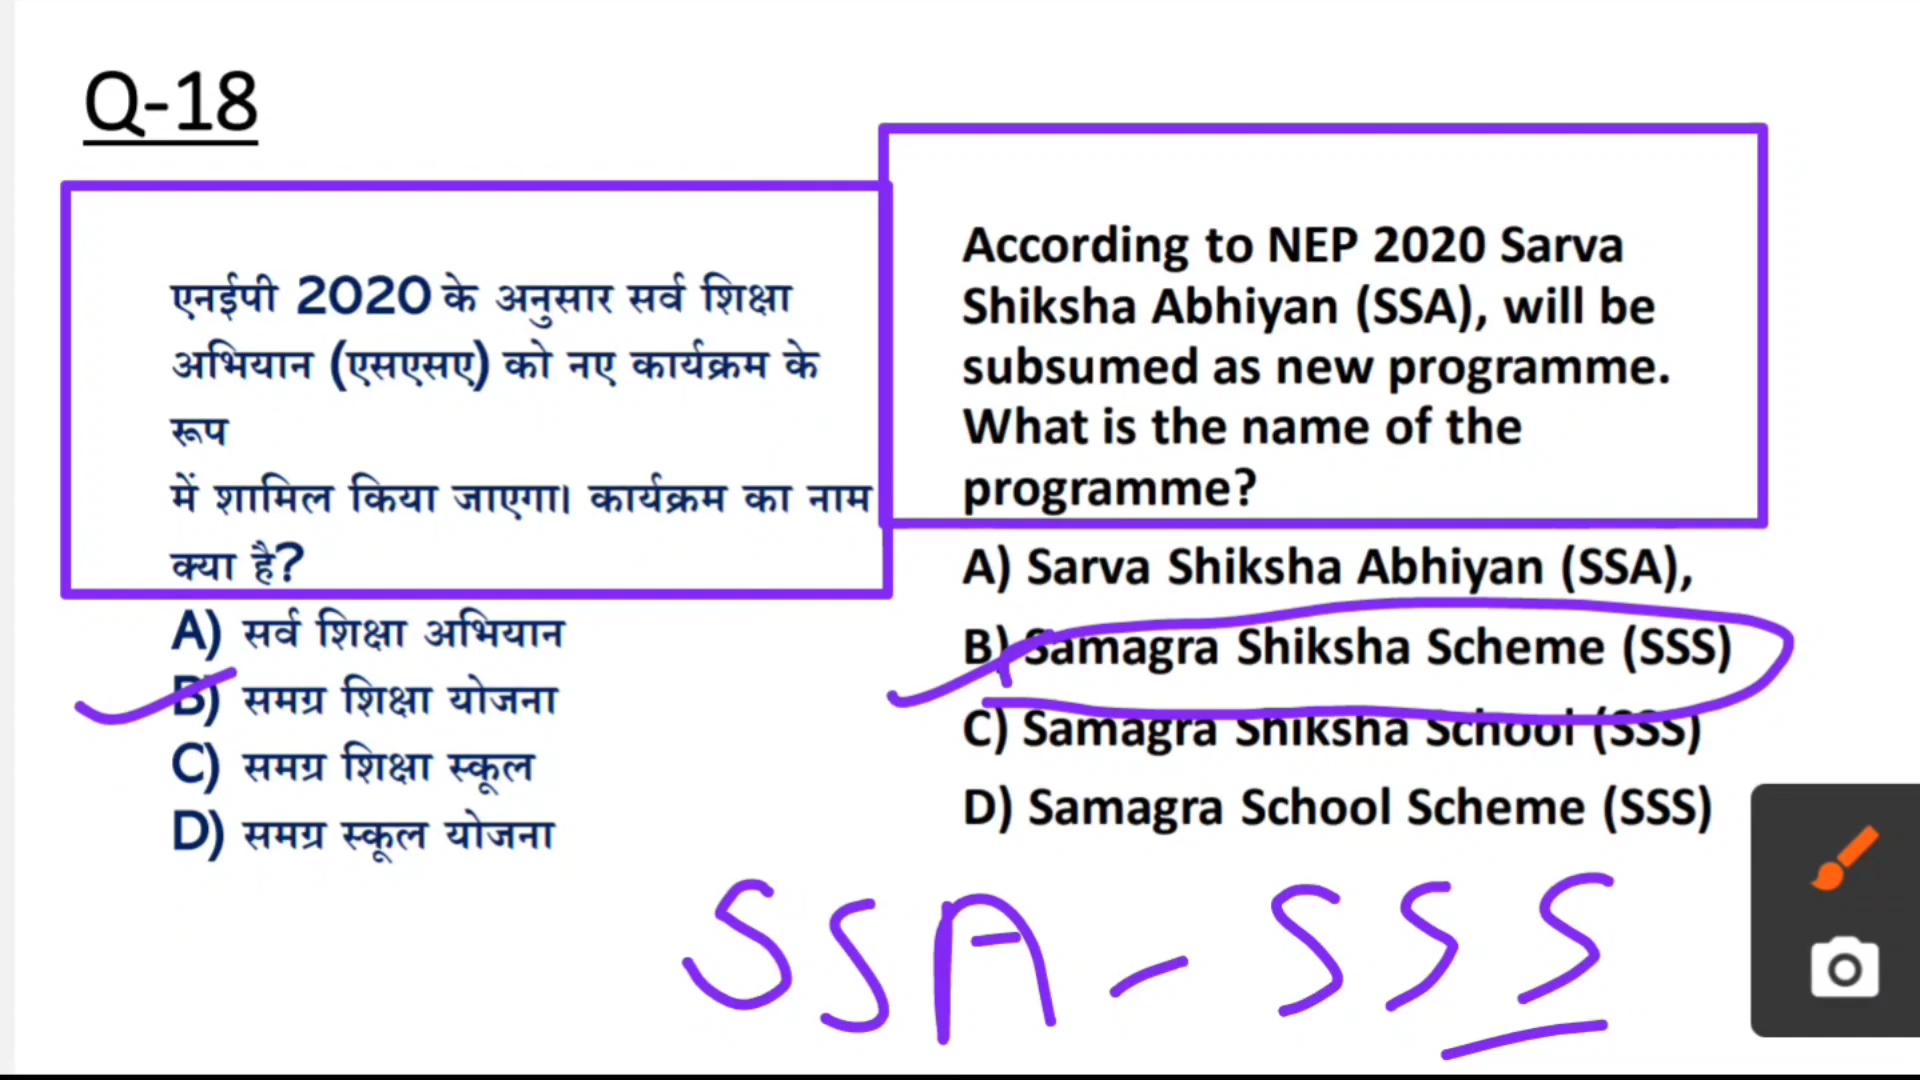 Q-18
एनईपी 2020 के अनुसार सर्व शिक्षा
अभियान (एसएसए) को नए कार्यक्रम के
रूप
में शामिल किया जाएगा। कार्यक्रम का नाम
क्या है?
A) सर्व शिक्षा अभियान
B) समग्र शिक्षा योजना
C) समग्र शिक्षा स्कूल
D) समग्र स्कूल योजना
According to NEP 2020 Sarva
Shiksha Abhiyan (SSA), will be
subsumed as new programme.
What is the name of the
programme?
A) Sarva Shiksha Abhiyan (SSA),
B) Samagra Shiksha Scheme (SSS)
C) Samagra Shiksha School (SSS)
D) Samagra School Scheme (SSS)
SSA - SSS